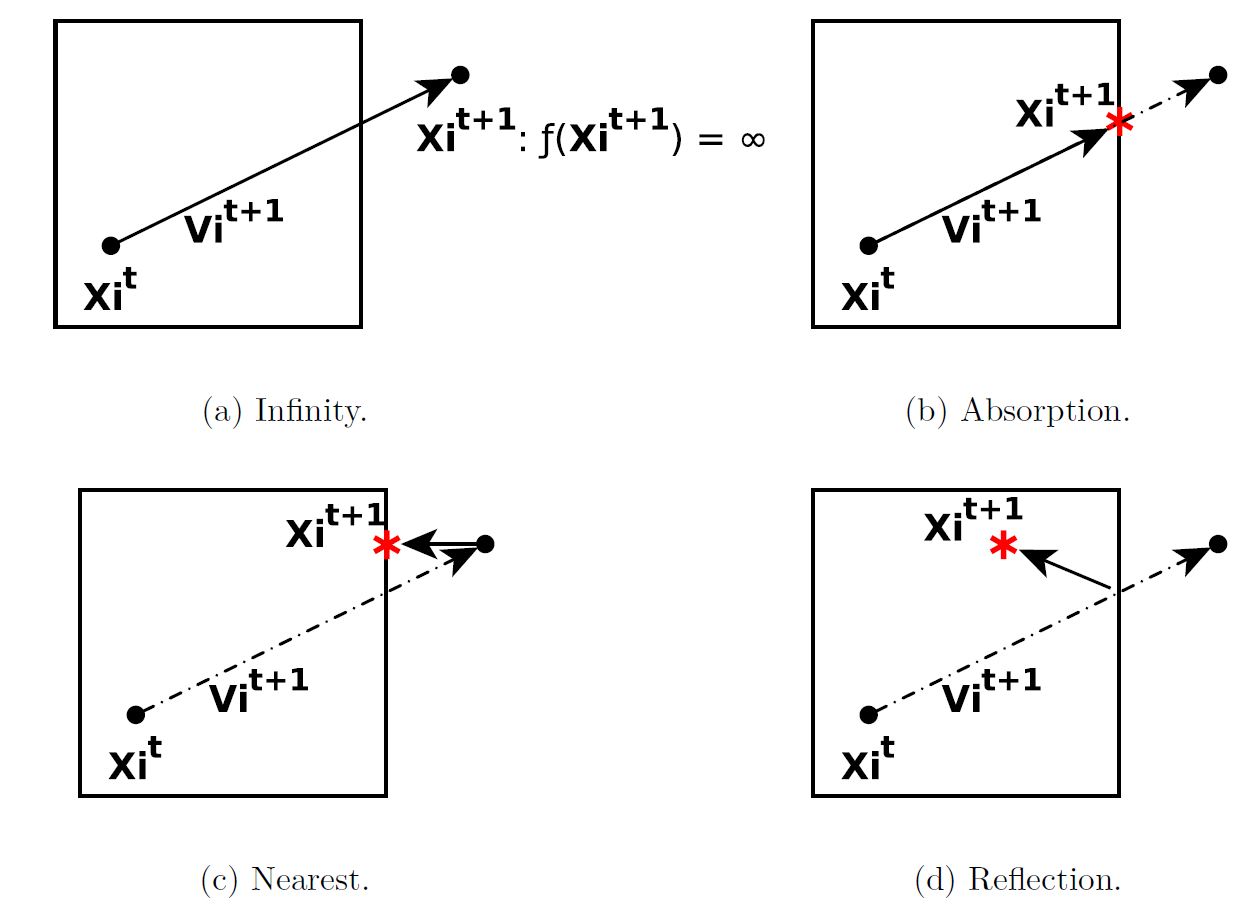 Xi^{t+1}: ƒ(Xi^{t+1}) = ∞
Vi^{t+1}
Xi^t
(a) Infinity.
Xi^{t+1}
Vi^{t+1}
Xi^t
(b) Absorption.
Xi^{t+1}
Vi^{t+1}
Xi^t
(c) Nearest.
Xi^{t+1}
Vi^{t+1}
Xi^t
(d) Reflection.